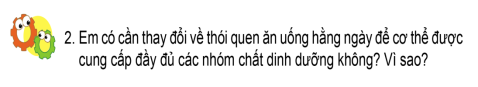 2. Em có cần thay đổi về thói quen ăn uống hằng ngày để cơ thể được
cung cấp đầy đủ các nhóm chất dinh dưỡng không? Vì sao?